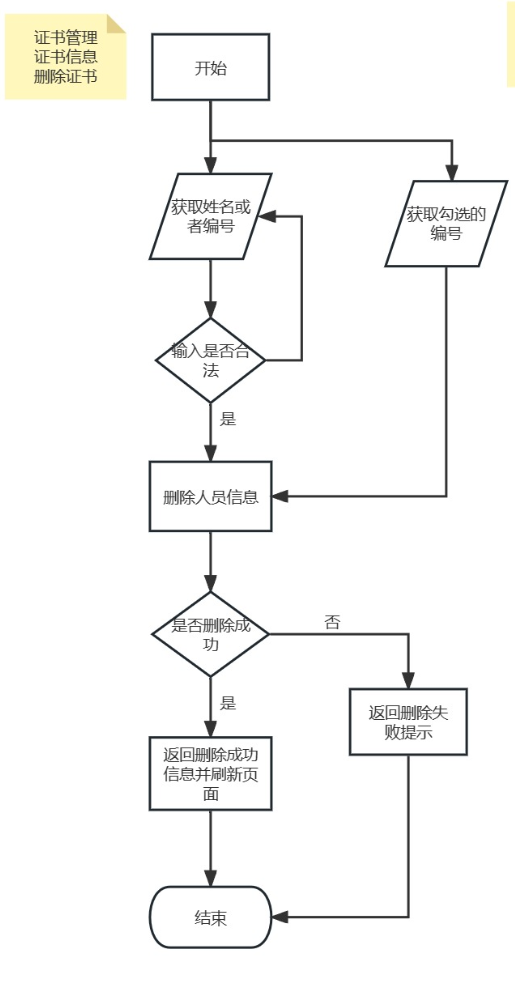 证书管理
证书信息
删除证书
开始
获取姓名或
者编号
获取勾选的
编号
输入是否合
法
是
删除人员信息
是否删除成
功
否
是
返回删除失
败提示
返回删除成功
信息并刷新页
面
结束